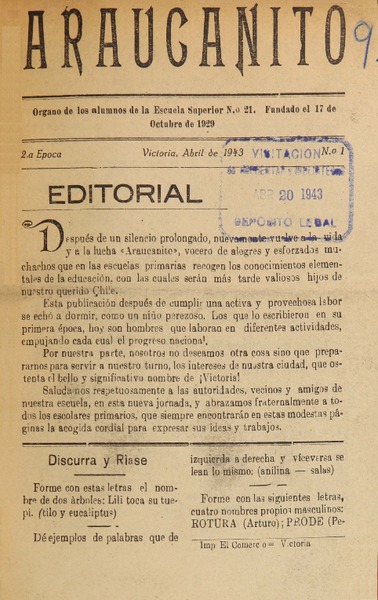 ARAUCANITO
9
Organo de los alumnos de la Escuela Superior N.o 21. Fundado el 17 de
Octubre de 1929
2.a Epoca Victoria, Abril de 1943 N.o 1
VISITACION
APR 20 1943
DEPOSITO LEGAL
EDITORIAL
Después de un silencio prolongado, nuevamente vuelve a la vida
y a la lucha «Araucanito», vocero de alegres y esforzados mu-
chachos que en las escuelas primarias recogen los conocimientos elemen-
tales de la educación, con las cuales serán más tarde valiosos hijos de
nuestro querido Chile.
Esta publicación después de cumplir una activa y provechosa labor
se echó a dormir, como un niño perezoso. Los que lo escribieron en su
primera época, hoy son hombres que laboran en diferentes actividades,
empujando cada cual el progreso nacional.
Por nuestra parte, nosotros no deseamos otra cosa sino que prepa-
rarnos para servir a nuestro turno, los intereses de nuestra ciudad, que os-
tenta el bello y significativo nombre de ¡Victoria!
Saludamos respetuosamente a las autoridades, vecinos y amigos de
nuestra escuela, en esta nueva jornada, y abrazamos fraternalmente a to-
dos los escolares primarios, que siempre encontrarán en estas modestas pá-
ginas la acogida cordial para expresar sus ideas y trabajos.
Discurra y Ríase
Forme con estas letras el nom-
bre de dos àrboles: Lilí toca su tue-
pi. (tilo y eucaliptus)
Dé ejemplos de palabras que de
izquierda a derecha y viceversa se
lean lo mismo: (anilina — salas)
Forme con las siguientes letras,
cuatro nombres propios masculinos:
ROTURA (Arturo); PRODE (Pe-
Imp El Comercio = Victoria